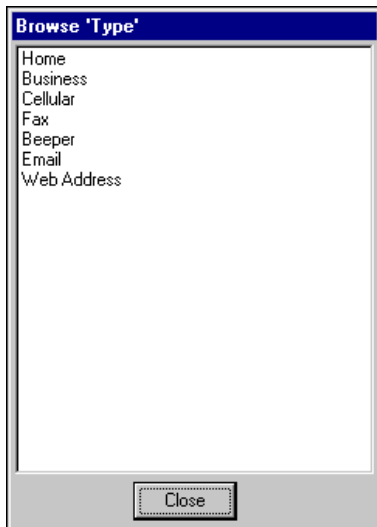 Browse 'Type'
Home
Business
Cellular
Fax
Beeper
Email
Web Address
Close